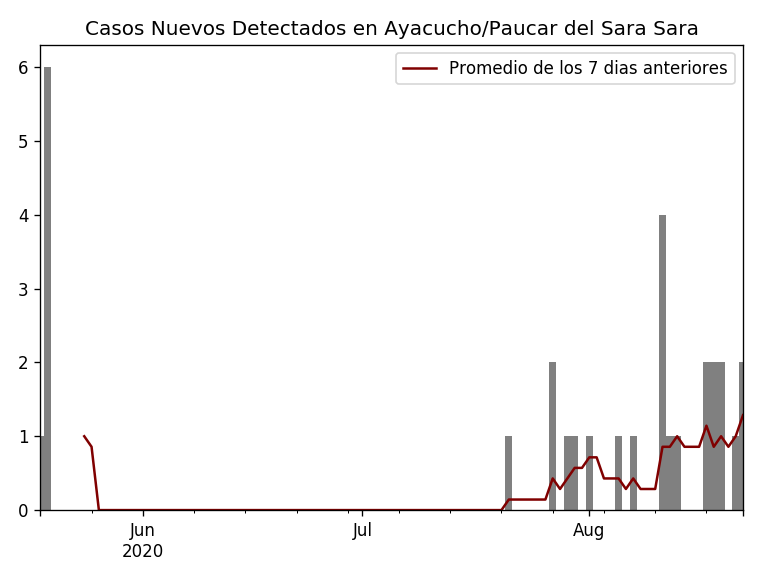 Casos Nuevos Detectados en Ayacucho/Paucar del Sara Sara
Promedio de los 7 dias anteriores
6
5
4
3
2
1
0
Jun
2020
Jul
Aug